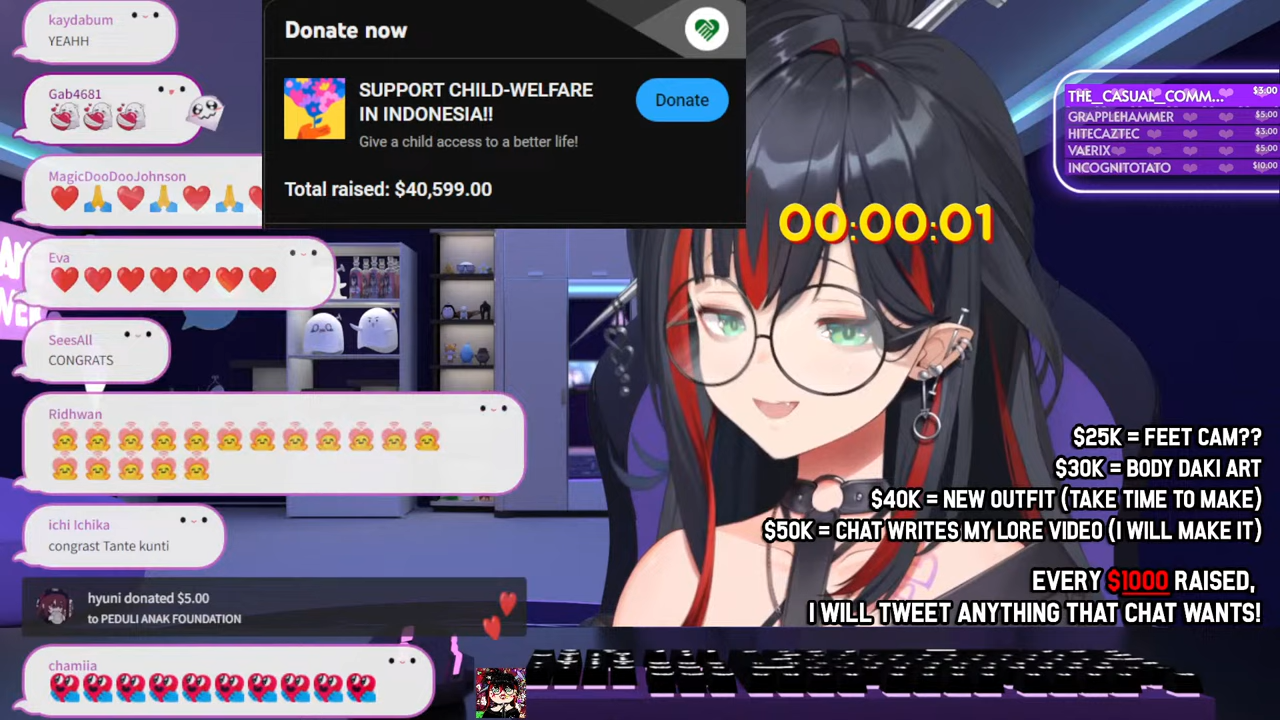 kaydabum
YEAHH
Gab4681
MagicDooDooJohnson
Eva
SeesAll
CONGRATS
Ridhwan
ichi Ichika
congrast Tante kunti
hyuni donated $5.00
to PEDULI ANAK FOUNDATION
chamiia
Donate now
SUPPORT CHILD-WELFARE
IN INDONESIA!!
Give a child access to a better life!
Donate
Total raised: $40,599.00
00:00:01
THE_CASUAL_COMM... $5.00
GRAPPLEHAMMER $5.00
HITECAZTEC $3.00
VAERIX $5.00
INCOGNITOTATO $10.00
$25K = FEET CAM??
$30K = BODY DAKI ART
$40K = NEW OUTFIT (TAKE TIME TO MAKE)
$50K = CHAT WRITES MY LORE VIDEO (I WILL MAKE IT)
EVERY $1000 RAISED,
I WILL TWEET ANYTHING THAT CHAT WANTS!